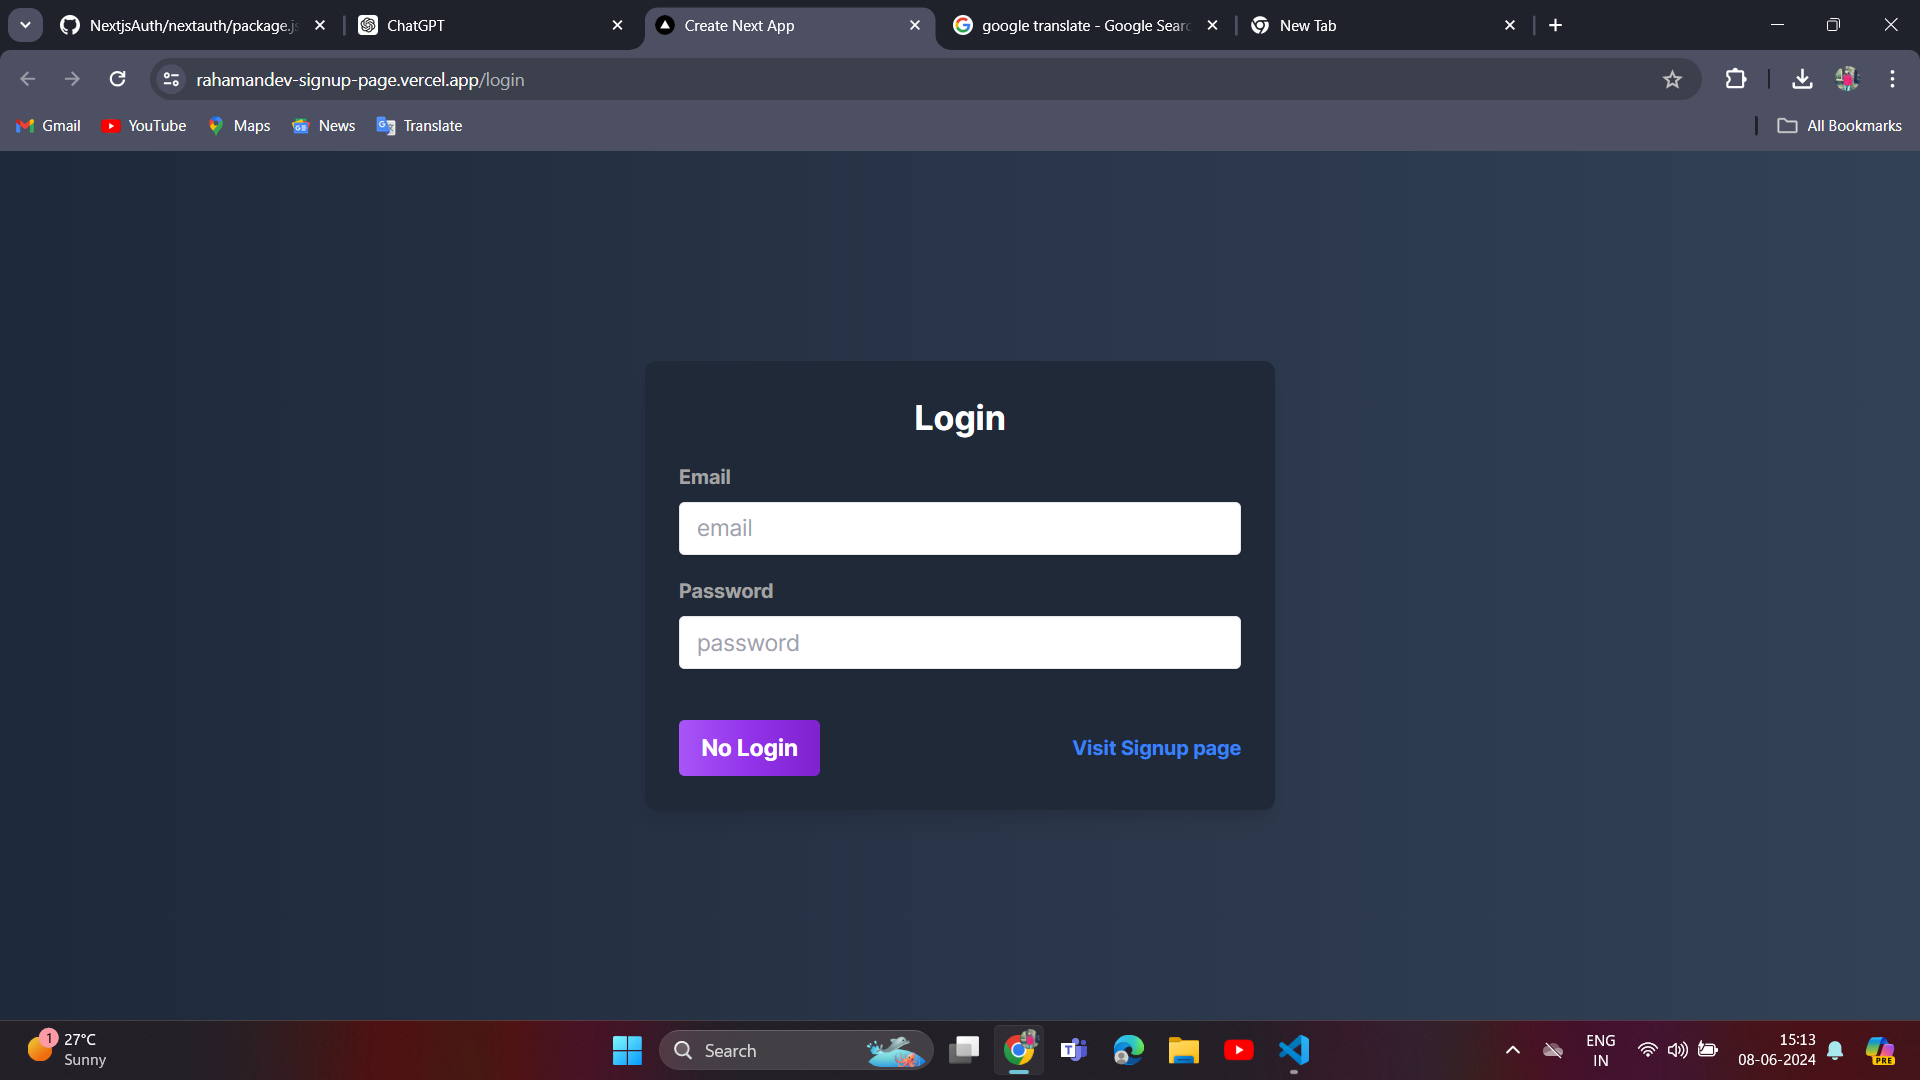 NextjsAuth/nextauth/package.js
ChatGPT
Create Next App
google translate - Google Searc
New Tab
rahamandev-signup-page.vercel.app/login
Gmail
YouTube
Maps
News
Translate
All Bookmarks
Login
Email
email
Password
password
No Login
Visit Signup page
1
27°C
Sunny
Search
ENG
IN
15:13
08-06-2024
PRE